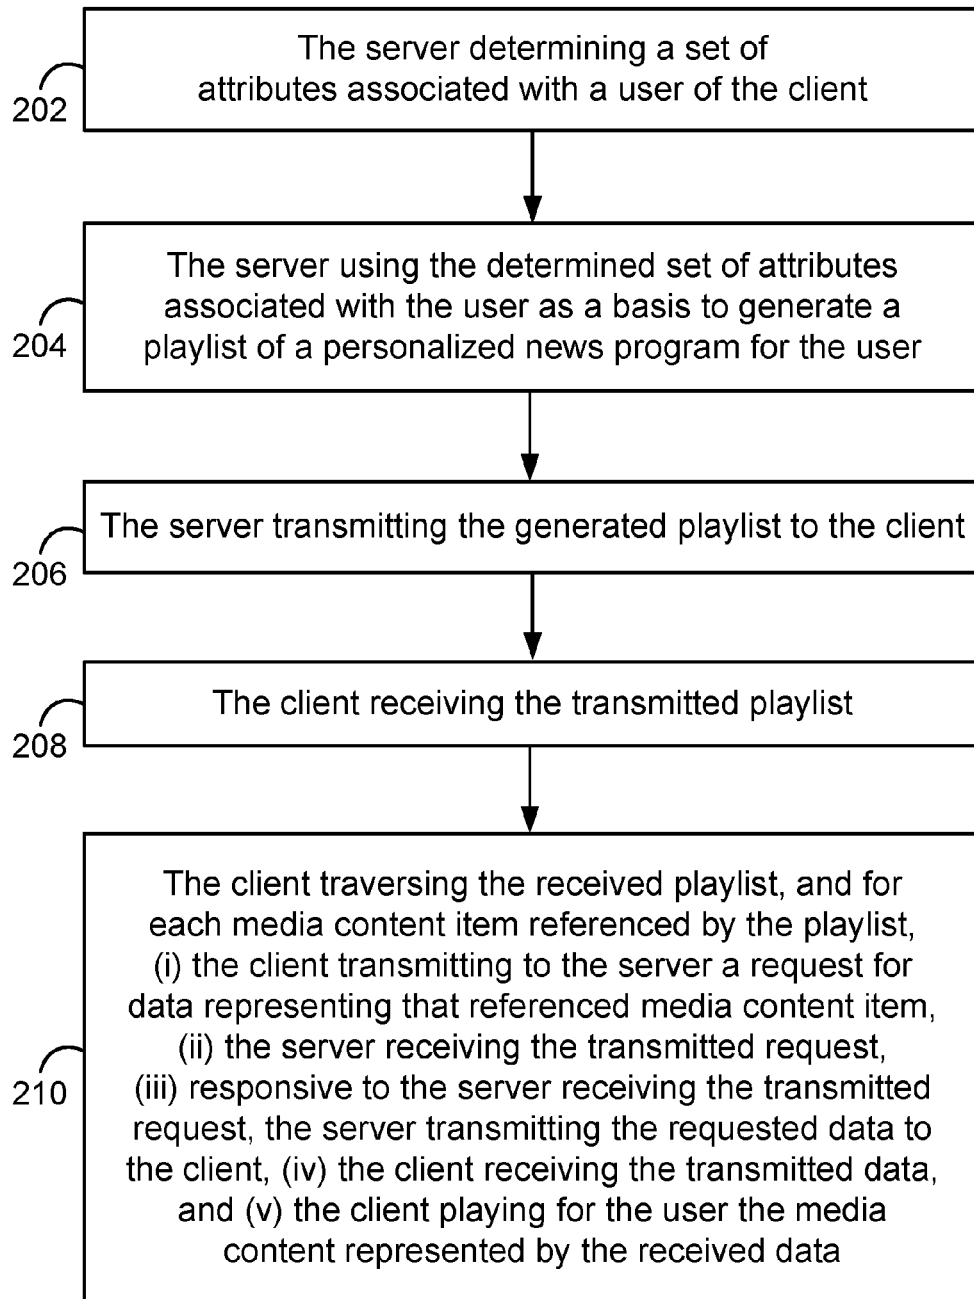 The server determining a set of
attributes associated with a user of the client
202
The server using the determined set of attributes
associated with the user as a basis to generate a
playlist of a personalized news program for the user
204
The server transmitting the generated playlist to the client
206
The client receiving the transmitted playlist
208
The client traversing the received playlist, and for
each media content item referenced by the playlist,
(i) the client transmitting to the server a request for
data representing that referenced media content item,
(ii) the server receiving the transmitted request,
(iii) responsive to the server receiving the transmitted
request, the server transmitting the requested data to
the client, (iv) the client receiving the transmitted data,
and (v) the client playing for the user the media
content represented by the received data
210